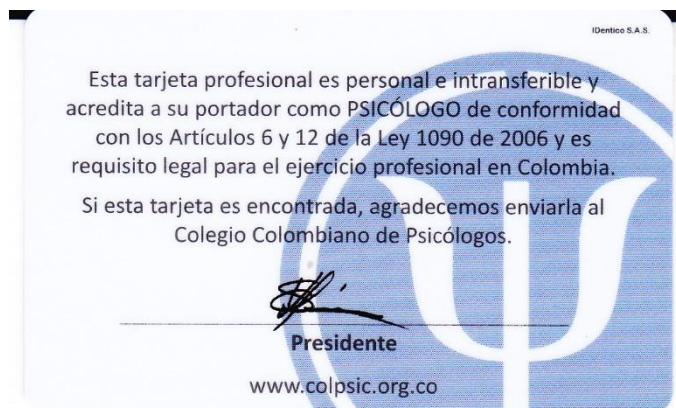 IDentico S.A.S.
Esta tarjeta profesional es personal e intransferible y
acredita a su portador como PSICÓLOGO de conformidad
con los Artículos 6 y 12 de la Ley 1090 de 2006 y es
requisito legal para el ejercicio profesional en Colombia.
Si esta tarjeta es encontrada, agradecemos enviarla al
Colegio Colombiano de Psicólogos.
Presidente
www.colpsic.org.co